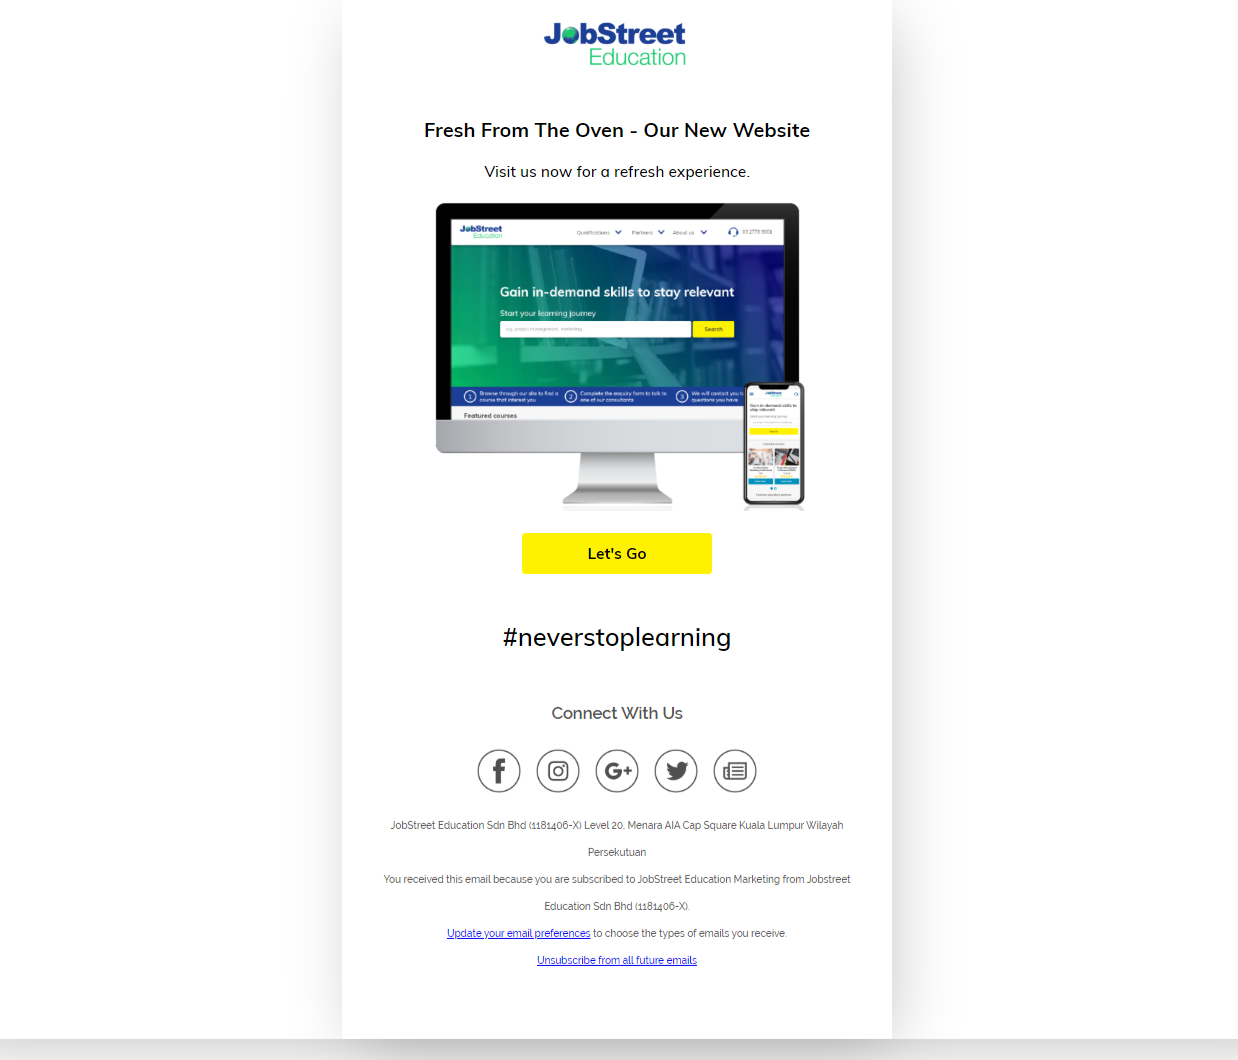 JobStreet
Education
Fresh From The Oven - Our New Website
Visit us now for a refresh experience.
JobStreet
Education
Qualifications Partners About us
Gain in-demand skills to stay relevant
Start your learning journey
e.g. project management, marketing
Search
1 Browse through our site to find a course that interest you
2 Complete the enquiry form to talk to one of our consultants
3 We will contact you
questions you have
Featured courses
Gain in-demand skills to stay relevant
Let's Go
#neverstoplearning
Connect With Us
JobStreet Education Sdn Bhd (1181406-X) Level 20, Menara AIA Cap Square Kuala Lumpur Wilayah
Persekutuan
You received this email because you are subscribed to JobStreet Education Marketing from Jobstreet
Education Sdn Bhd (1181406-X).
Update your email preferences to choose the types of emails you receive.
Unsubscribe from all future emails